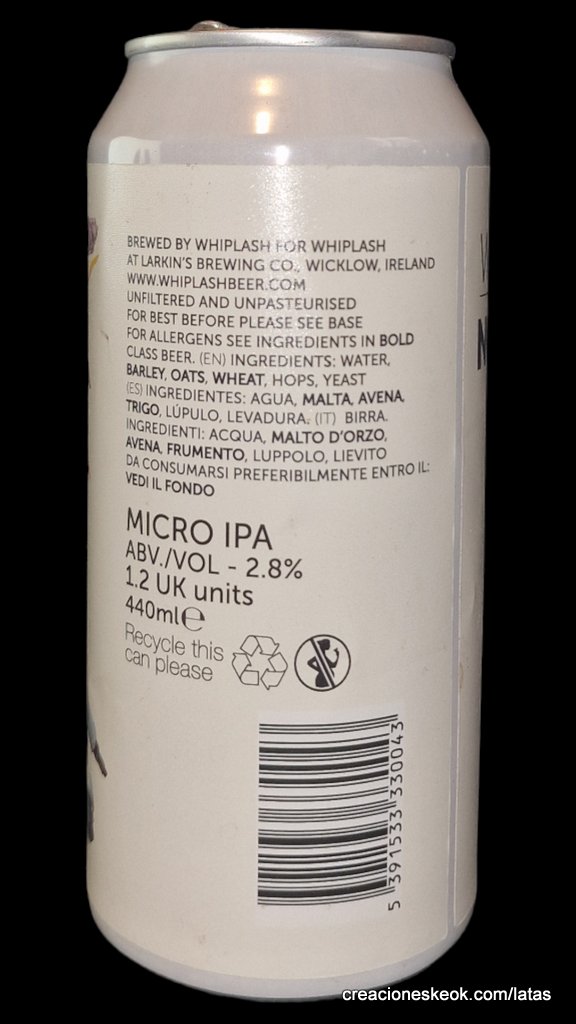 BREWED BY WHIPLASH FOR WHIPLASH
AT LARKIN'S BREWING CO., WICKLOW, IRELAND
WWW.WHIPLASHBEER.COM
UNFILTERED AND UNPASTEURISED
FOR BEST BEFORE PLEASE SEE BASE
FOR ALLERGENS SEE INGREDIENTS IN BOLD
CLASS BEER. (EN) INGREDIENTS: WATER,
BARLEY, OATS, WHEAT, HOPS, YEAST
(ES) INGREDIENTES: AGUA, MALTA, AVENA,
TRIGO, LÚPULO, LEVADURA. (IT) BIRRA.
INGREDIENTI: ACQUA, MALTO D'ORZO,
AVENA, FRUMENTO, LUPPOLO, LIEVITO
DA CONSUMARSI PREFERIBILMENTE ENTRO IL:
VEDI IL FONDO
MICRO IPA
ABV./VOL - 2.8%
1.2 UK units
440ml℮
Recycle this
can please
5 391533 330043
creacioneskeok.com/latas